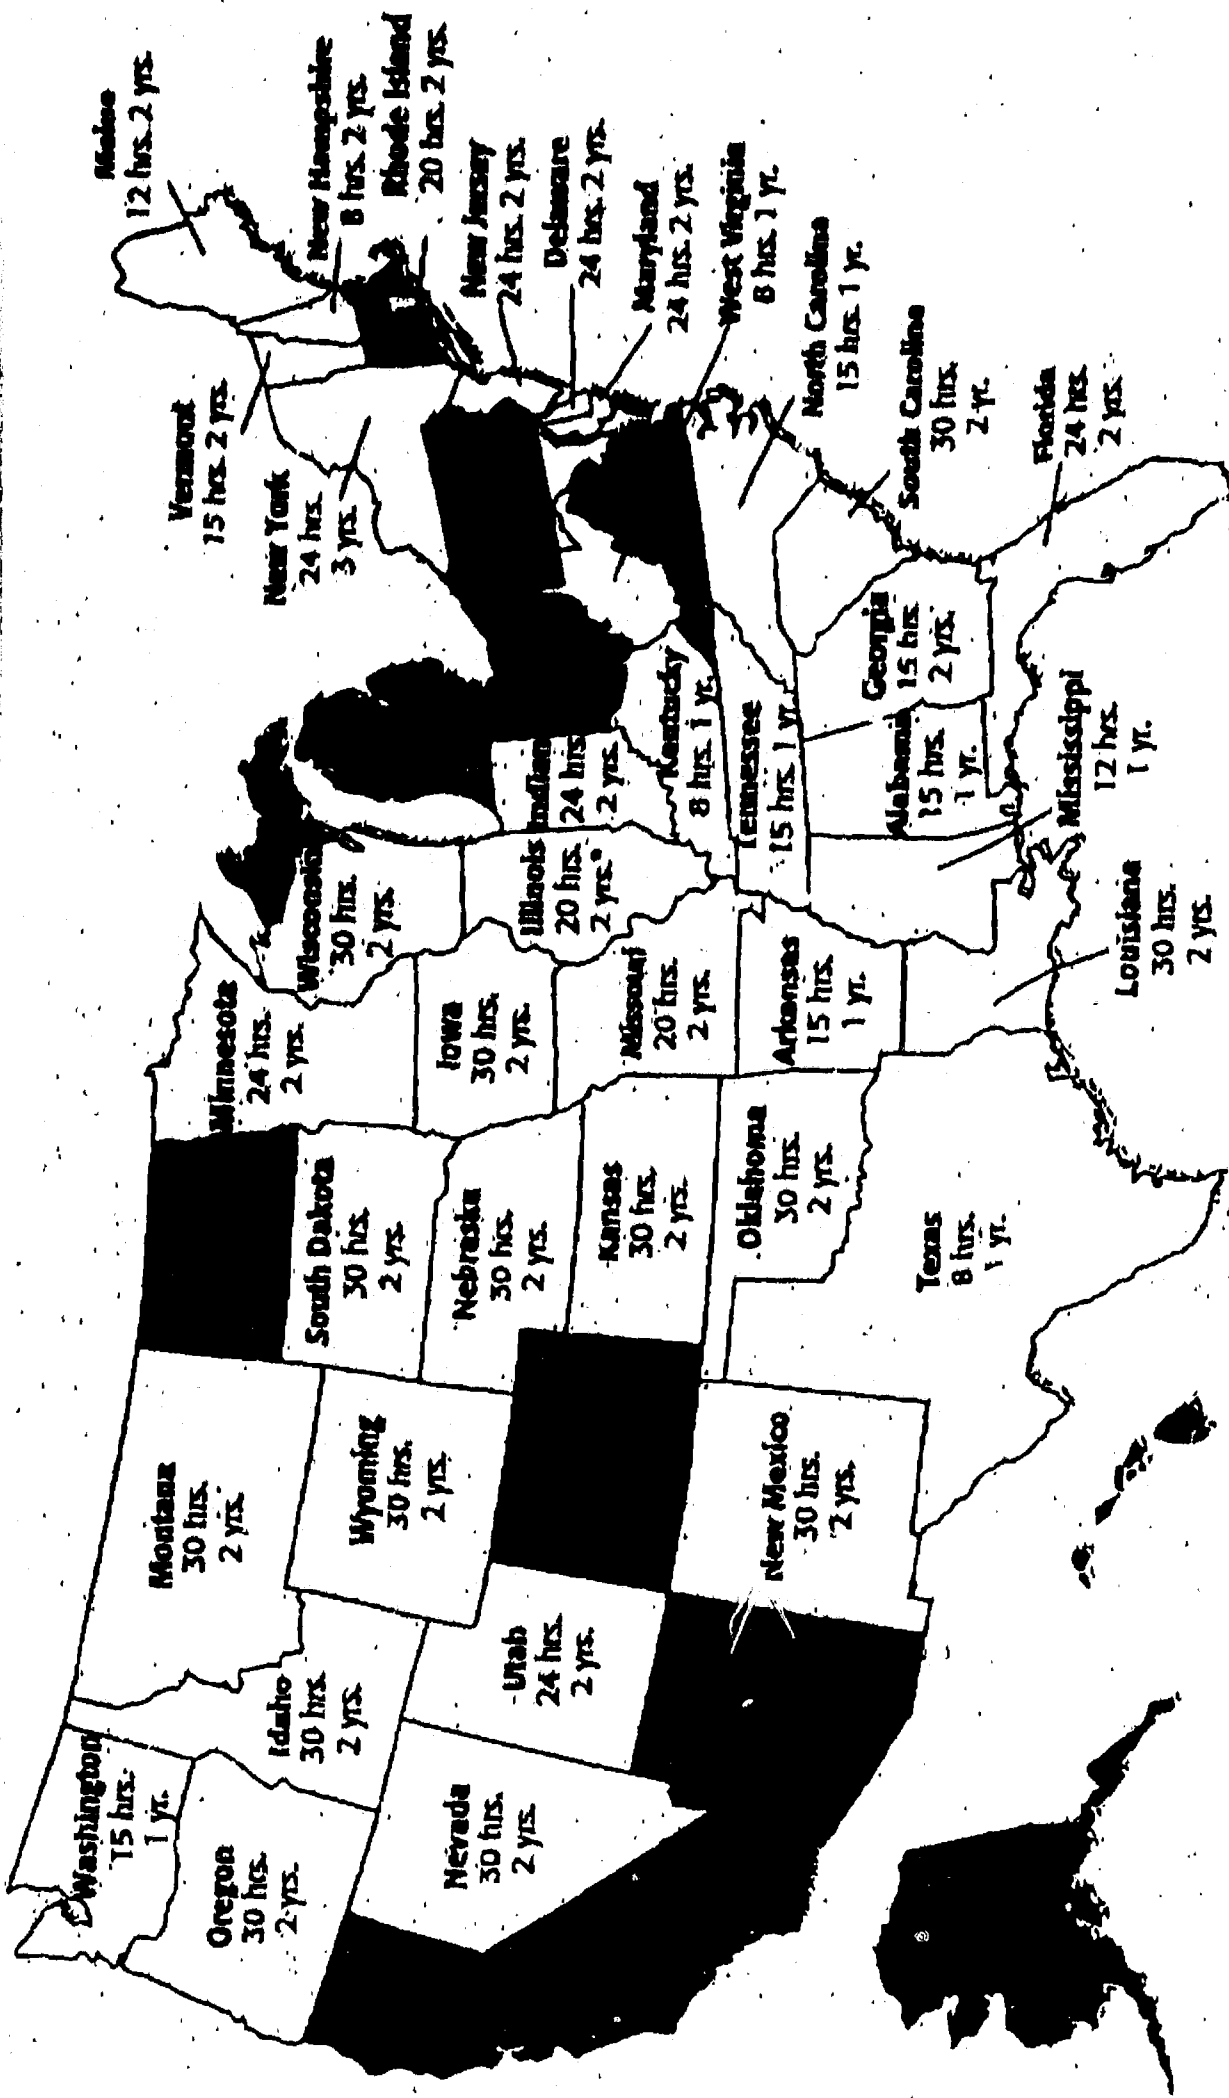 Washington
15 hrs.
1 yr.
Oregon
30 hrs.
2 yrs.
Nevada
30 hrs.
2 yrs.
Idaho
30 hrs.
2 yrs.
Utah
24 hrs.
2 yrs.
Montana
30 hrs.
2 yrs.
Wyoming
30 hrs.
2 yrs.
New Mexico
30 hrs.
2 yrs.
South Dakota
30 hrs.
2 yrs.
Nebraska
30 hrs.
2 yrs.
Kansas
30 hrs.
2 yrs.
Oklahoma
30 hrs.
2 yrs.
Texas
8 hrs.
1 yr.
Minnesota
24 hrs.
2 yrs.
Iowa
30 hrs.
2 yrs.
Missouri
20 hrs.
2 yrs.
Arkansas
15 hrs.
1 yr.
Louisiana
30 hrs.
2 yrs.
Wisconsin
30 hrs.
2 yrs.
Illinois
20 hrs.
2 yrs.*
Indian
24 hrs
2 yrs.
Kentucky
8 hrs. 1 yr.
Tennessee
15 hrs. 1 yr.
Mississippi
12 hrs.
1 yr.
Alabama
15 hrs.
1 yr.
Georgia
15 hrs.
2 yrs.
Florida
24 hrs.
2 yrs.
South Carolina
30 hrs.
2 yr.
North Carolina
15 hrs. 1 yr.
West Virginia
8 hrs. 1 yr.
Maryland
24 hrs. 2 yrs.
Delaware
24 hrs. 2 yrs.
New Jersey
24 hrs. 2 yrs.
New York
24 hrs.
3 yrs.
Vermont
15 hrs. 2 yrs.
Rhode Island
20 hrs. 2 yrs.
New Hampshire
8 hrs. 2 yrs.
Maine
12 hrs. 2 yrs.